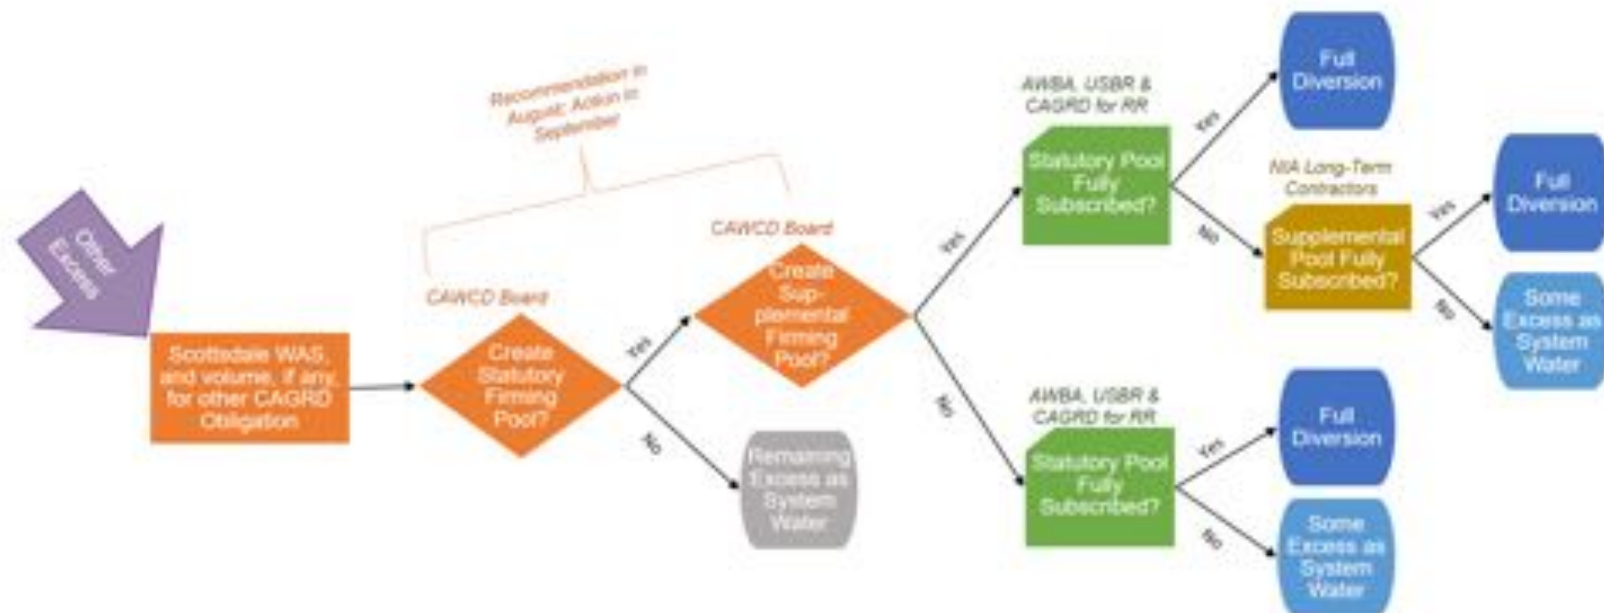 Other
Excess
Scottsdale WAS,
and volume, if any,
for other CAGRD
Obligation
Recommendation in
August; Action in
September
CAWCD Board
Create
Statutory
Firming
Pool?
Yes
No
Remaining
Excess as
System
Water
CAWCD Board
Create
Sup-
plemental
Firming
Pool?
Yes
No
AWBA, USBR &
CAGRD for RR
Statutory Pool
Fully
Subscribed?
Yes
No
Full
Diversion
NIA Long-Term
Contractors
Supplemental
Pool Fully
Subscribed?
Yes
No
Full
Diversion
Some
Excess as
System
Water
AWBA, USBR &
CAGRD for RR
Statutory Pool
Fully
Subscribed?
Yes
No
Full
Diversion
Some
Excess as
System
Water